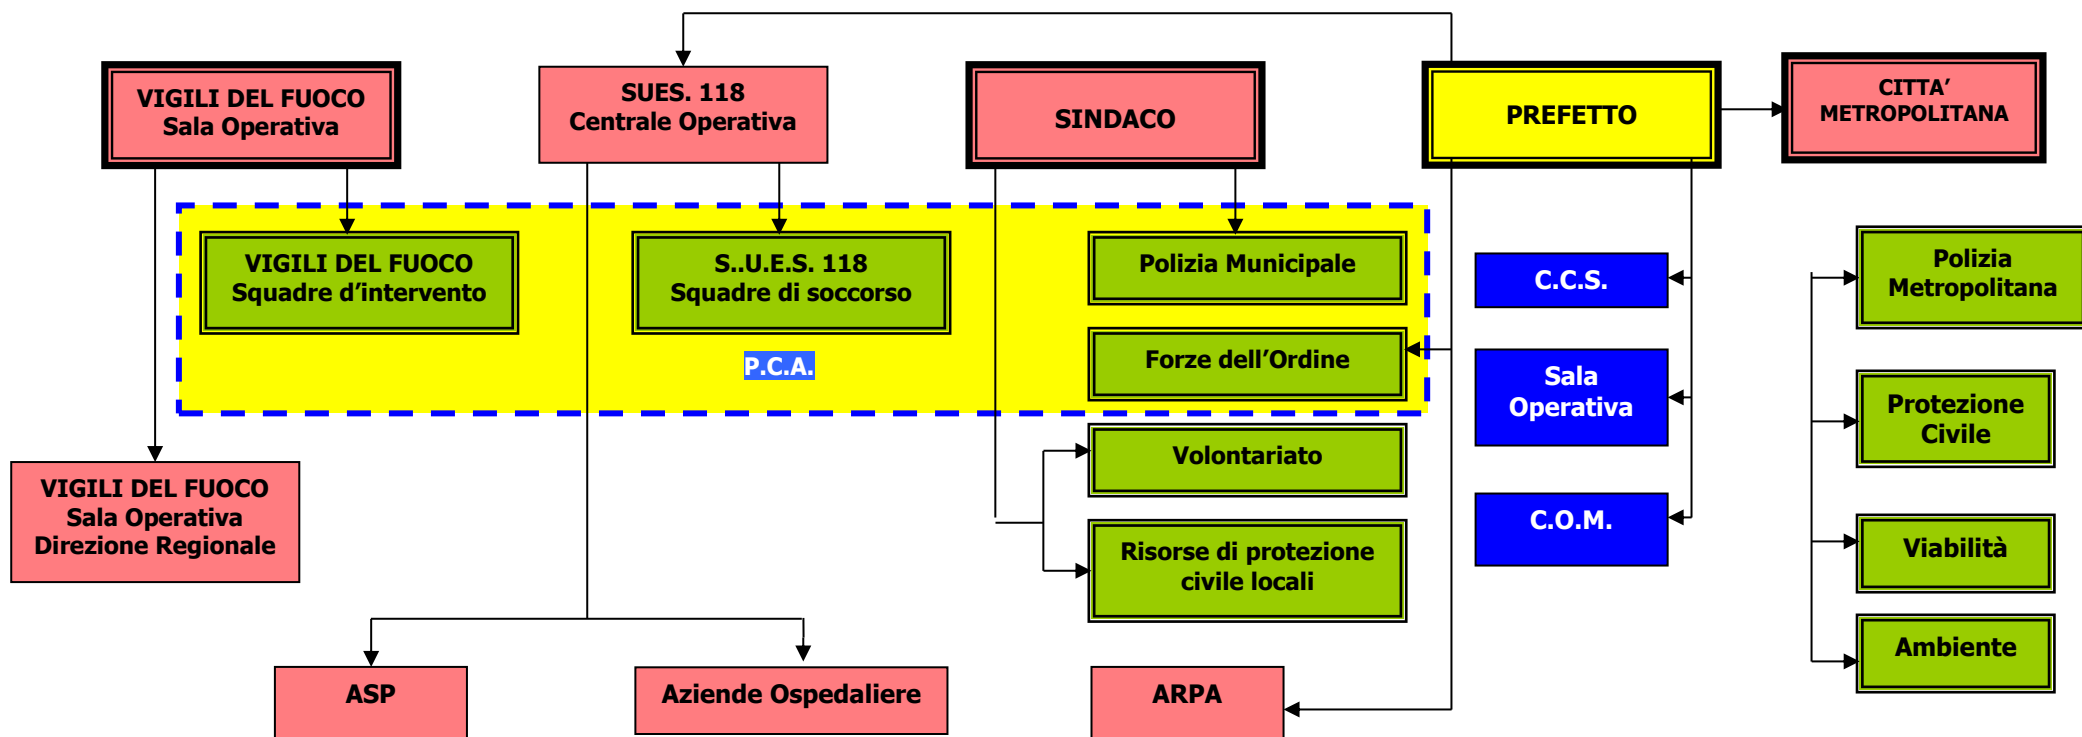 VIGILI DEL FUOCO
Sala Operativa
SUES. 118
Centrale Operativa
SINDACO
PREFETTO
CITTA’
METROPOLITANA
VIGILI DEL FUOCO
Squadre d’intervento
S..U.E.S. 118
Squadre di soccorso
Polizia Municipale
C.C.S.
Polizia
Metropolitana
P.C.A.
Forze dell’Ordine
Sala
Operativa
Protezione
Civile
Volontariato
VIGILI DEL FUOCO
Sala Operativa
Direzione Regionale
C.O.M.
Risorse di protezione
civile locali
Viabilità
Ambiente
ASP
Aziende Ospedaliere
ARPA